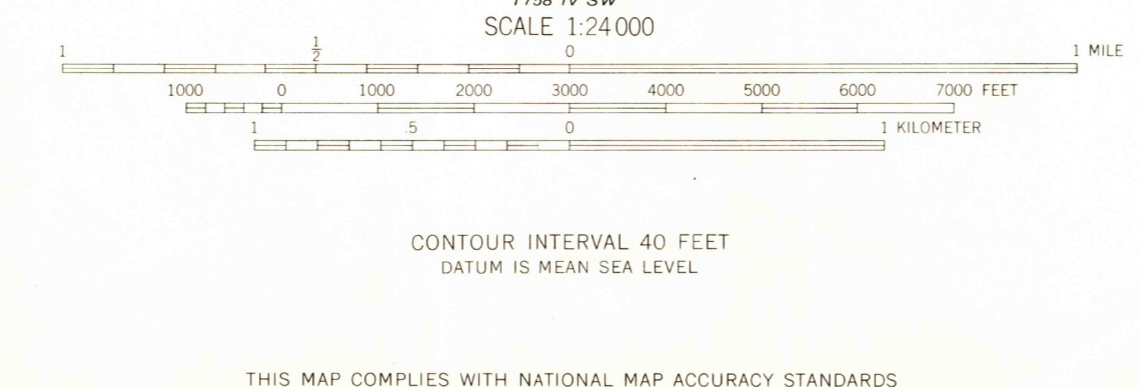 SCALE 1:24 000
1 1/2 0 1 MILE
1000 0 1000 2000 3000 4000 5000 6000 7000 FEET
1 .5 0 1 KILOMETER
CONTOUR INTERVAL 40 FEET
DATUM IS MEAN SEA LEVEL
THIS MAP COMPLIES WITH NATIONAL MAP ACCURACY STANDARDS